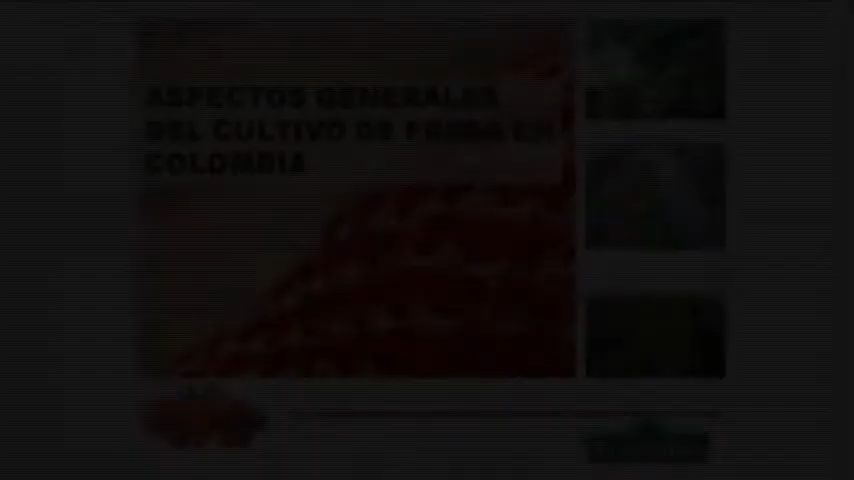 ASPECTOS GENERALES
DEL CULTIVO DE FRESA EN
COLOMBIA